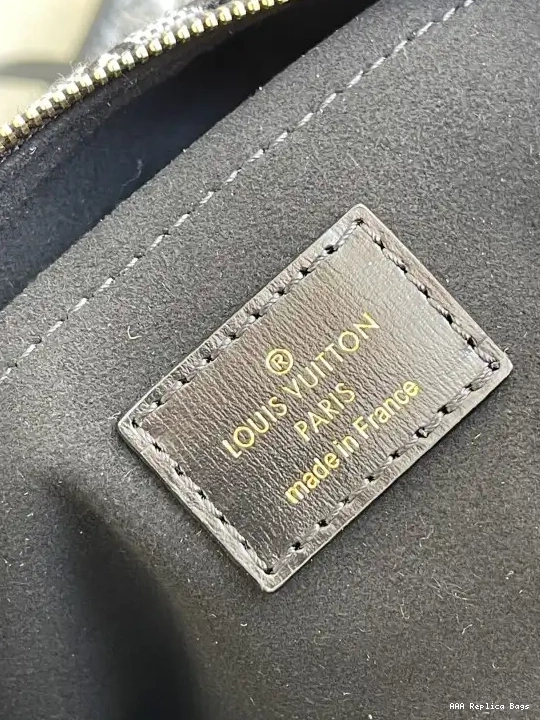 ®
LOUIS VUITTON
PARIS
made in France
AAA Replica Bags